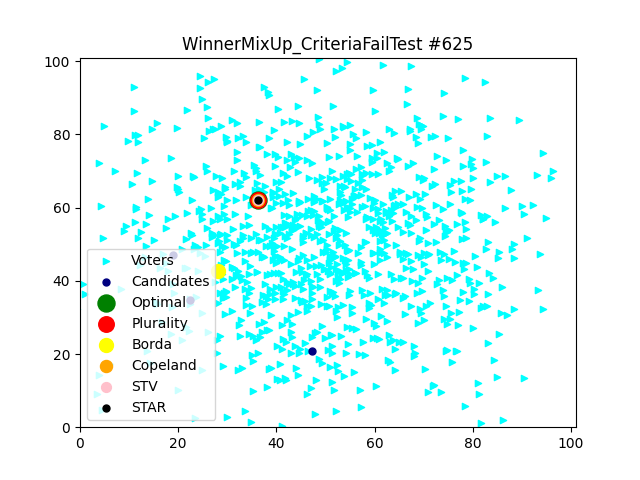 WinnerMixUp_CriteriaFailTest #625
100
80
60
40
20
0
0
20
40
60
80
100
Voters
Candidates
Optimal
Plurality
Borda
Copeland
STV
STAR